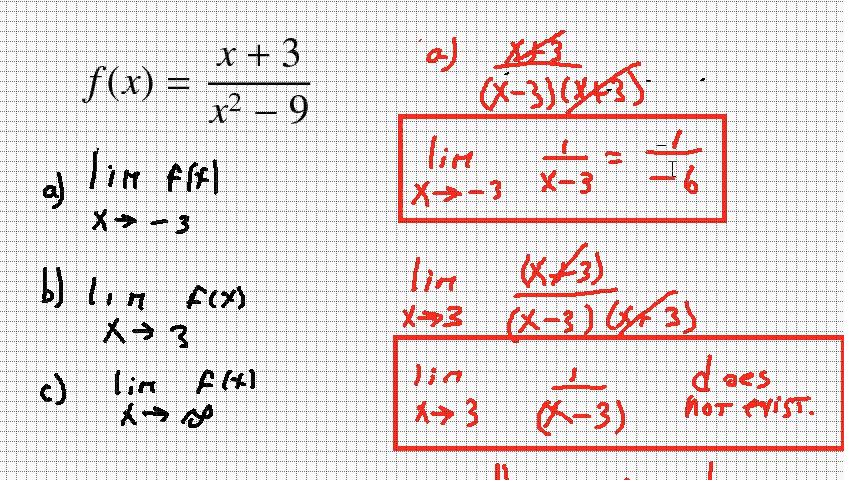 f(x) = x + 3 / x² − 9
a) lim f(x)
x → −3
b) lim f(x)
x → 3
c) lim f(x)
x → ∞
a) x+3 / (x−3)(x+3)
lim 1 / x−3 = −1 / −6
x → −3
lim (x+3) / (x−3)(x+3)
x → 3
lim 1 / (x−3) does
x → 3 not exist.